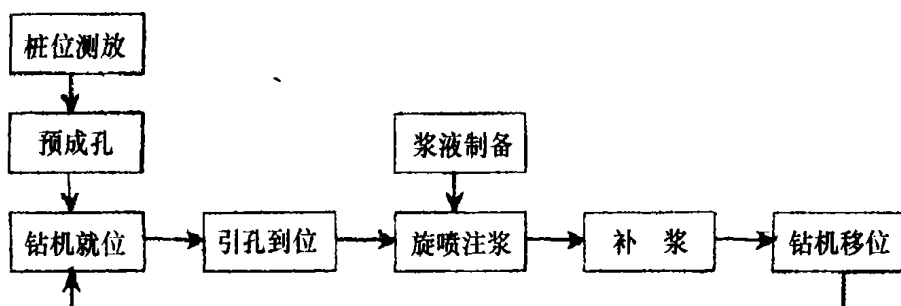 桩位测放
预成孔
浆液制备
钻机就位
引孔到位
旋喷注浆
补 浆
钻机移位